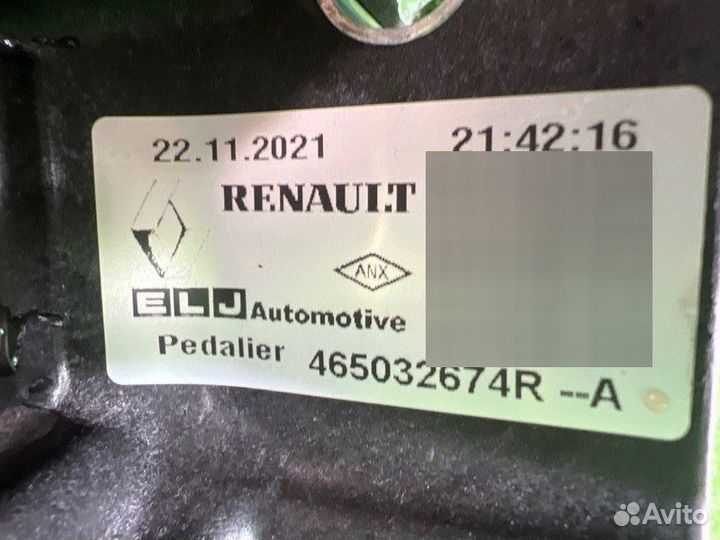 22.11.2021 21:42:16
RENAULT
ANX
ELJ Automotive
Pedalier 465032674R --A
Avito